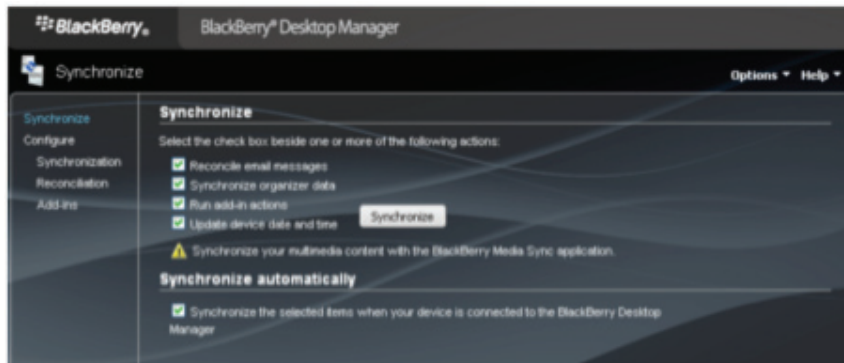 BlackBerry® BlackBerry® Desktop Manager
Synchronize
Options Help
Synchronize
Configure
Synchronization
Reconciliation
Add-ins
Synchronize
Select the check box beside one or more of the following actions:
Reconcile email messages
Synchronize organizer data
Run add-in actions
Update device date and time
Synchronize
Synchronize your multimedia content with the BlackBerry Media Sync application.
Synchronize automatically
Synchronize the selected items when your device is connected to the BlackBerry Desktop
Manager